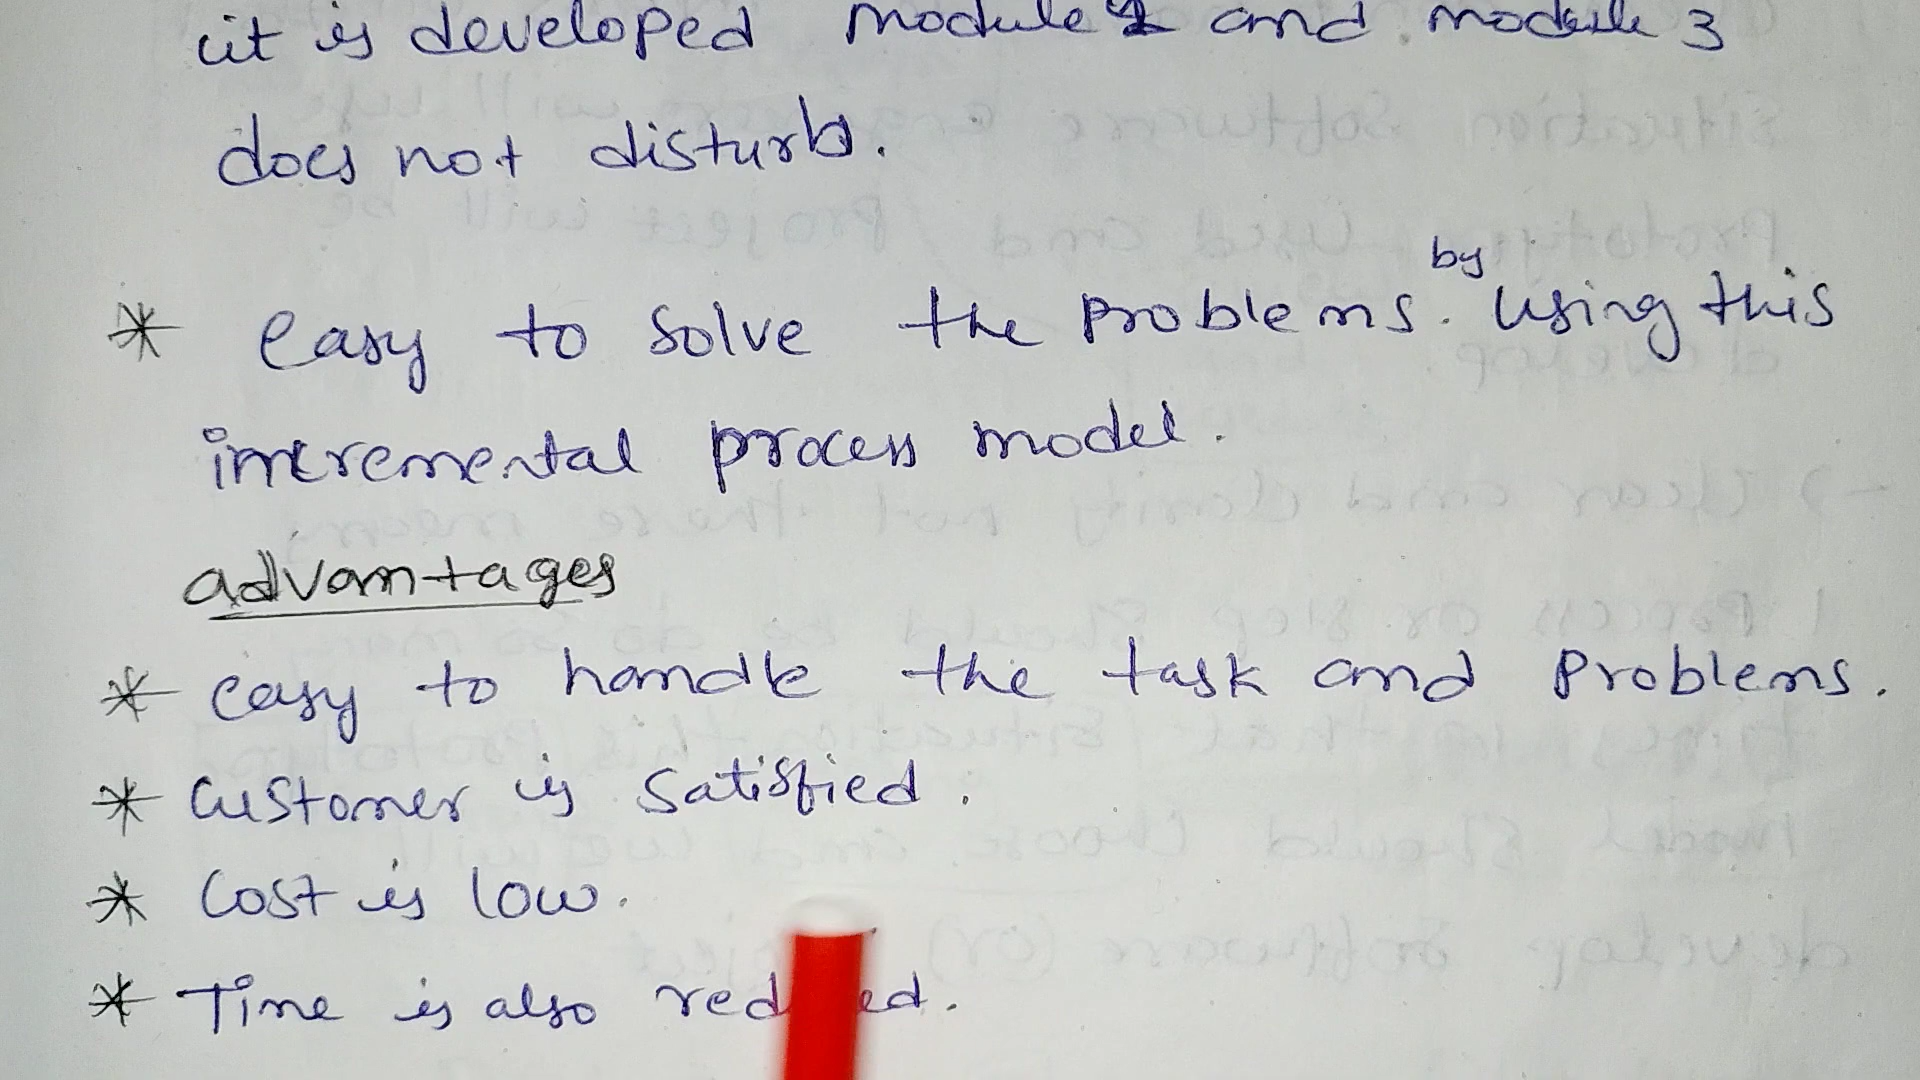 it is developed module 2 and module 3
does not disturb.
* easy to solve the problems. by using this
incremental process model.
advantages
* easy to handle the task and problems.
* customer is satisfied.
* Cost is low.
* Time is also red ed.